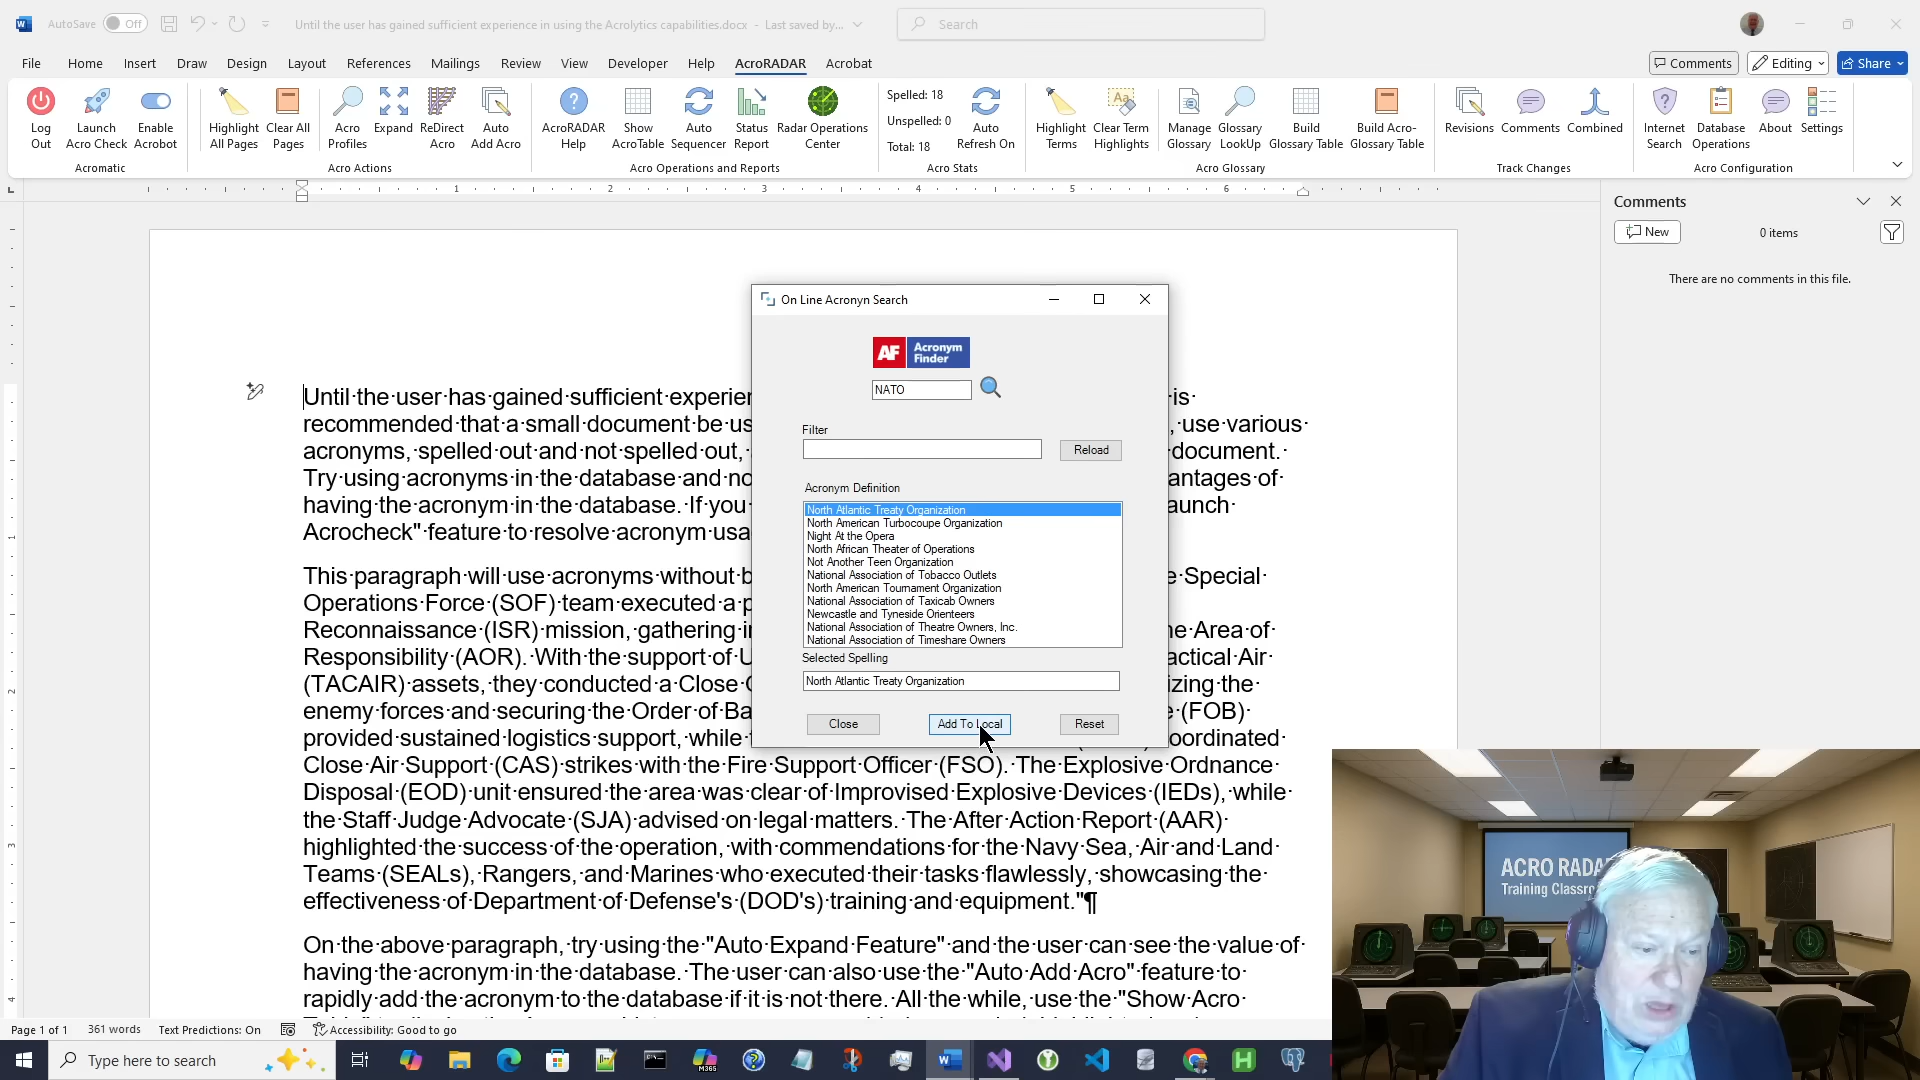 AutoSave Off
Until the user has gained sufficient experience in using the Acrolytics capabilities.docx - Last saved by...
Search
File Home Insert Draw Design Layout References Mailings Review View Developer Help AcroRADAR Acrobat
Comments Editing Share
Log Out
Launch Acro Check
Enable Acrobot
Acromatic
Highlight All Pages
Clear All Pages
Acro Profiles
Expand
ReDirect Acro
Auto Add Acro
Acro Actions
AcroRADAR Help
Show AcroTable
Auto Sequencer
Status Report
Radar Operations Center
Acro Operations and Reports
Spelled: 18
Unspelled: 0
Total: 18
Auto Refresh On
Acro Stats
Highlight Terms
Clear Term Highlights
Manage Glossary
Glossary LookUp
Build Glossary Table
Build Acro-Glossary Table
Acro Glossary
Revisions
Comments
Combined
Track Changes
Internet Search
Database Operations
About
Settings
Acro Configuration
1 2 3 4 5 6
Comments
New
0 items
There are no comments in this file.
On Line Acronyn Search
AF Acronym Finder
NATO
Filter
Reload
Acronym Definition
North Atlantic Treaty Organization
North American Turbocoupe Organization
Night At the Opera
North African Theater of Operations
Not Another Teen Organization
National Association of Tobacco Outlets
North American Tournament Organization
National Association of Taxicab Owners
Newcastle and Tyneside Orienteers
National Association of Theatre Owners, Inc.
National Association of Timeshare Owners
Selected Spelling
North Atlantic Treaty Organization
Close
Add To Local
Reset
Until·the·user·has·gained·sufficient·experien is·
recommended·that·a·small·document·be·us ,·use·various·
acronyms,·spelled·out·and·not·spelled·out,· document.·
Try·using·acronyms·in·the·database·and·no antages·of·
having·the·acronym·in·the·database.·If·you aunch·
Acrocheck"·feature·to·resolve·acronym·usa
This·paragraph·will·use·acronyms·without·b e·Special·
Operations·Force·(SOF)·team·executed·a·p
Reconnaissance·(ISR)·mission,·gathering·i e·Area·of·
Responsibility·(AOR).·With·the·support·of·U actical·Air·
(TACAIR)·assets,·they·conducted·a·Close· izing·the·
enemy·forces·and·securing·the·Order·of·Ba (FOB)·
provided·sustained·logistics·support,·while· oordinated·
Close·Air·Support·(CAS)·strikes·with·the·Fire·Support·Officer·(FSO).·The·Explosive·Ordnance·
Disposal·(EOD)·unit·ensured·the·area·was·clear·of·Improvised·Explosive·Devices·(IEDs),·while·
the·Staff·Judge·Advocate·(SJA)·advised·on·legal·matters.·The·After·Action·Report·(AAR)·
highlighted·the·success·of·the·operation,·with·commendations·for·the·Navy·Sea,·Air·and·Land·
Teams·(SEALs),·Rangers,·and·Marines·who·executed·their·tasks·flawlessly,·showcasing·the·
effectiveness·of·Department·of·Defense's·(DOD's)·training·and·equipment."¶
On·the·above·paragraph,·try·using·the·"Auto·Expand·Feature"·and·the·user·can·see·the·value·of·
having·the·acronym·in·the·database.·The·user·can·also·use·the·"Auto·Add·Acro"·feature·to·
rapidly·add·the·acronym·to·the·database·if·it·is·not·there.·All·the·while,·use·the·"Show·Acro·
ACRO RADA
Training Classro
Page 1 of 1 361 words Text Predictions: On Accessibility: Good to go
Type here to search
M365